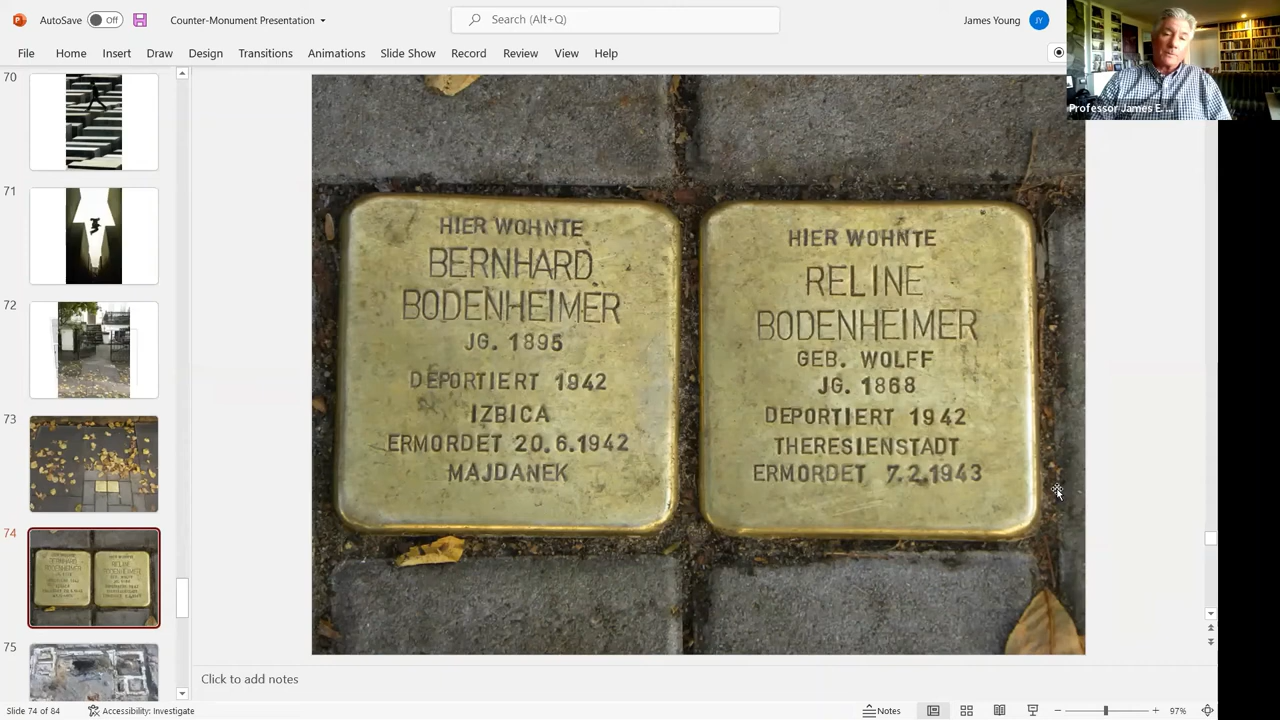 AutoSave
Off
Counter-Monument Presentation
Search (Alt+Q)
James Young
JY
File
Home
Insert
Draw
Design
Transitions
Animations
Slide Show
Record
Review
View
Help
Professor James E. ...
70
71
72
73
74
75
HIER WOHNTE
BERNHARD
BODENHEIMER
JG. 1895
DEPORTIERT 1942
IZBICA
ERMORDET 20.6.1942
MAJDANEK
HIER WOHNTE
RELINE
BODENHEIMER
GEB. WOLFF
JG. 1868
DEPORTIERT 1942
THERESIENSTADT
ERMORDET 7.2.1943
Click to add notes
Slide 74 of 84
Accessibility: Investigate
Notes
97%